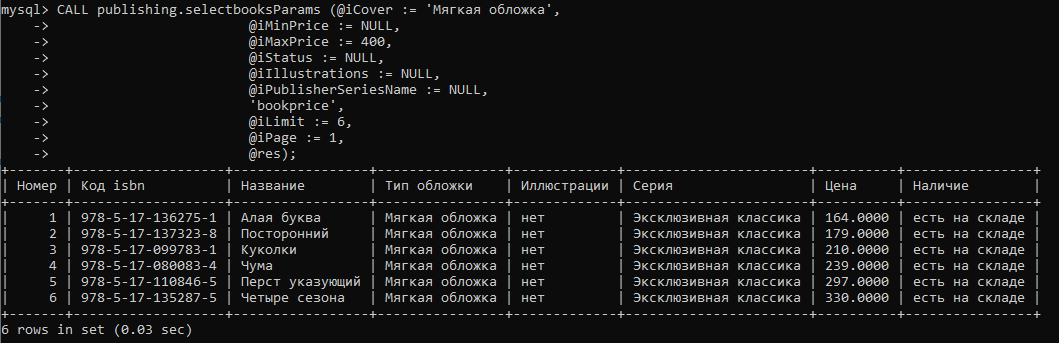 mysql> CALL publishing.selectbooksParams (@iCover := 'Мягкая обложка',
    ->                         @iMinPrice := NULL,
    ->                         @iMaxPrice := 400,
    ->                         @iStatus := NULL,
    ->                         @iIllustrations := NULL,
    ->                         @iPublisherSeriesName := NULL,
    ->                         'bookprice',
    ->                         @iLimit := 6,
    ->                         @iPage := 1,
    ->                         @res);
+-------+-------------------+-----------------+----------------+-------------+----------------------+----------+----------------+
| Номер | Код isbn          | Название        | Тип обложки    | Иллюстрации | Серия                | Цена     | Наличие        |
+-------+-------------------+-----------------+----------------+-------------+----------------------+----------+----------------+
|     1 | 978-5-17-136275-1 | Алая буква      | Мягкая обложка | нет         | Эксклюзивная классика | 164.0000 | есть на складе |
|     2 | 978-5-17-137323-8 | Посторонний     | Мягкая обложка | нет         | Эксклюзивная классика | 179.0000 | есть на складе |
|     3 | 978-5-17-099783-1 | Куколки         | Мягкая обложка | нет         | Эксклюзивная классика | 210.0000 | есть на складе |
|     4 | 978-5-17-080083-4 | Чума            | Мягкая обложка | нет         | Эксклюзивная классика | 239.0000 | есть на складе |
|     5 | 978-5-17-110846-5 | Перст указующий | Мягкая обложка | нет         | Эксклюзивная классика | 297.0000 | есть на складе |
|     6 | 978-5-17-135287-5 | Четыре сезона   | Мягкая обложка | нет         | Эксклюзивная классика | 330.0000 | есть на складе |
+-------+-------------------+-----------------+----------------+-------------+----------------------+----------+----------------+
6 rows in set (0.03 sec)